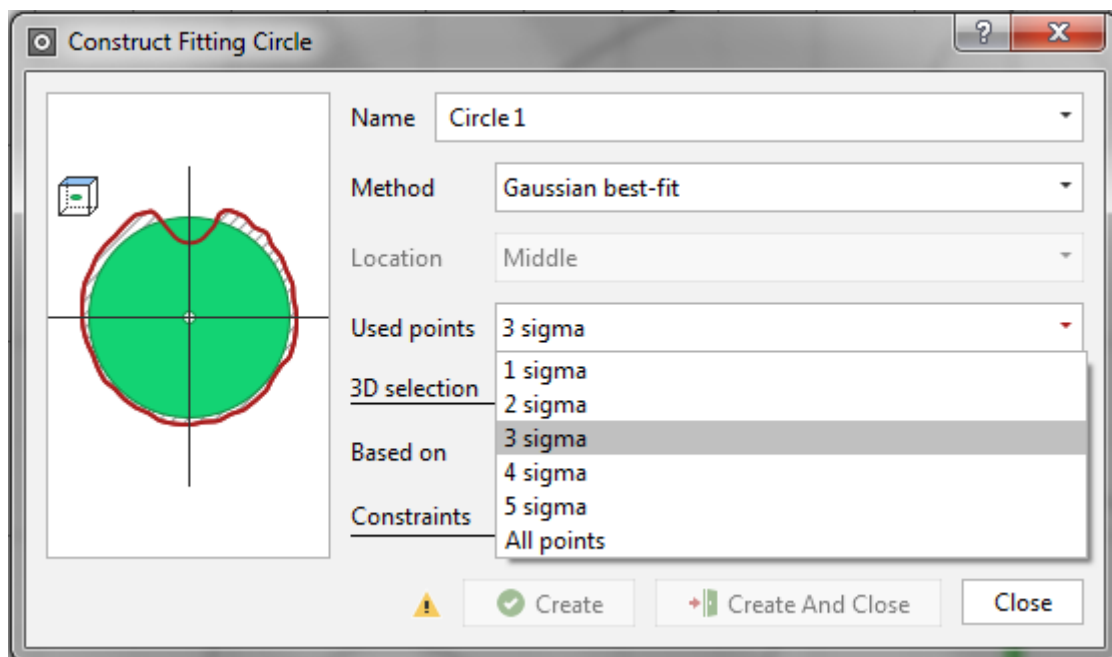 Construct Fitting Circle
?
Name Circle 1
Method Gaussian best-fit
Location Middle
Used points 3 sigma
1 sigma
3D selection
2 sigma
3 sigma
Based on
4 sigma
5 sigma
Constraints
All points
Create Create And Close Close